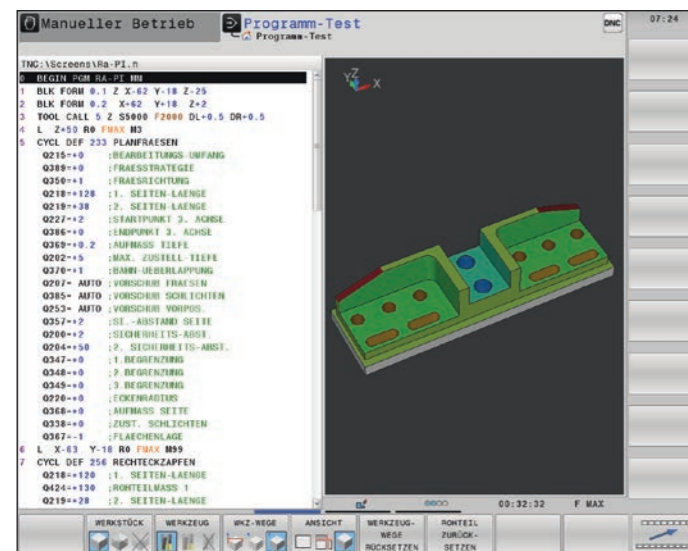 Manueller Betrieb
Programm-Test
Programm-Test
DNC
07:24
TNC:\Screens\Ra-PI.h
0 BEGIN PGM RA-PI MM
1 BLK FORM 0.1 Z X-62 Y-18 Z-25
2 BLK FORM 0.2 X+62 Y+18 Z+2
3 TOOL CALL 5 Z S5000 F2000 DL+0.5 DR+0.5
4 L Z+50 R0 FMAX M3
5 CYCL DEF 233 PLANFRAESEN
Q215=+0 ;BEARBEITUNGS-UMFANG
Q389=+0 ;FRAESSTRATEGIE
Q350=+1 ;FRAESRICHTUNG
Q218=+128 ;1. SEITEN-LAENGE
Q219=+38 ;2. SEITEN-LAENGE
Q227=+2 ;STARTPUNKT 3. ACHSE
Q386=+0 ;ENDPUNKT 3. ACHSE
Q369=+0.2 ;AUFMASS TIEFE
Q202=+5 ;MAX. ZUSTELL-TIEFE
Q370=+1 ;BAHN-UEBERLAPPUNG
Q207= AUTO ;VORSCHUB FRAESEN
Q385= AUTO ;VORSCHUB SCHLICHTEN
Q253= AUTO ;VORSCHUB VORPOS.
Q357=+2 ;SI.-ABSTAND SEITE
Q200=+2 ;SICHERHEITS-ABST.
Q204=+50 ;2. SICHERHEITS-ABST.
Q347=+0 ;1.BEGRENZUNG
Q348=+0 ;2.BEGRENZUNG
Q349=+0 ;3.BEGRENZUNG
Q220=+0 ;ECKENRADIUS
Q368=+0 ;AUFMASS SEITE
Q338=+0 ;ZUST. SCHLICHTEN
Q367=-1 ;FLAECHENLAGE
6 L X-63 Y-18 R0 FMAX M99
7 CYCL DEF 256 RECHTECKZAPFEN
Q218=+120 ;1. SEITEN-LAENGE
Q424=+130 ;ROHTEILMASS 1
Q219=+28 ;2. SEITEN-LAENGE
Y Z X
00:32:32 F MAX
WERKSTÜCK
WERKZEUG
WKZ-WEGE
ANSICHT
WERKZEUG-
WEGE
RÜCKSETZEN
ROHTEIL
ZURÜCK-
SETZEN